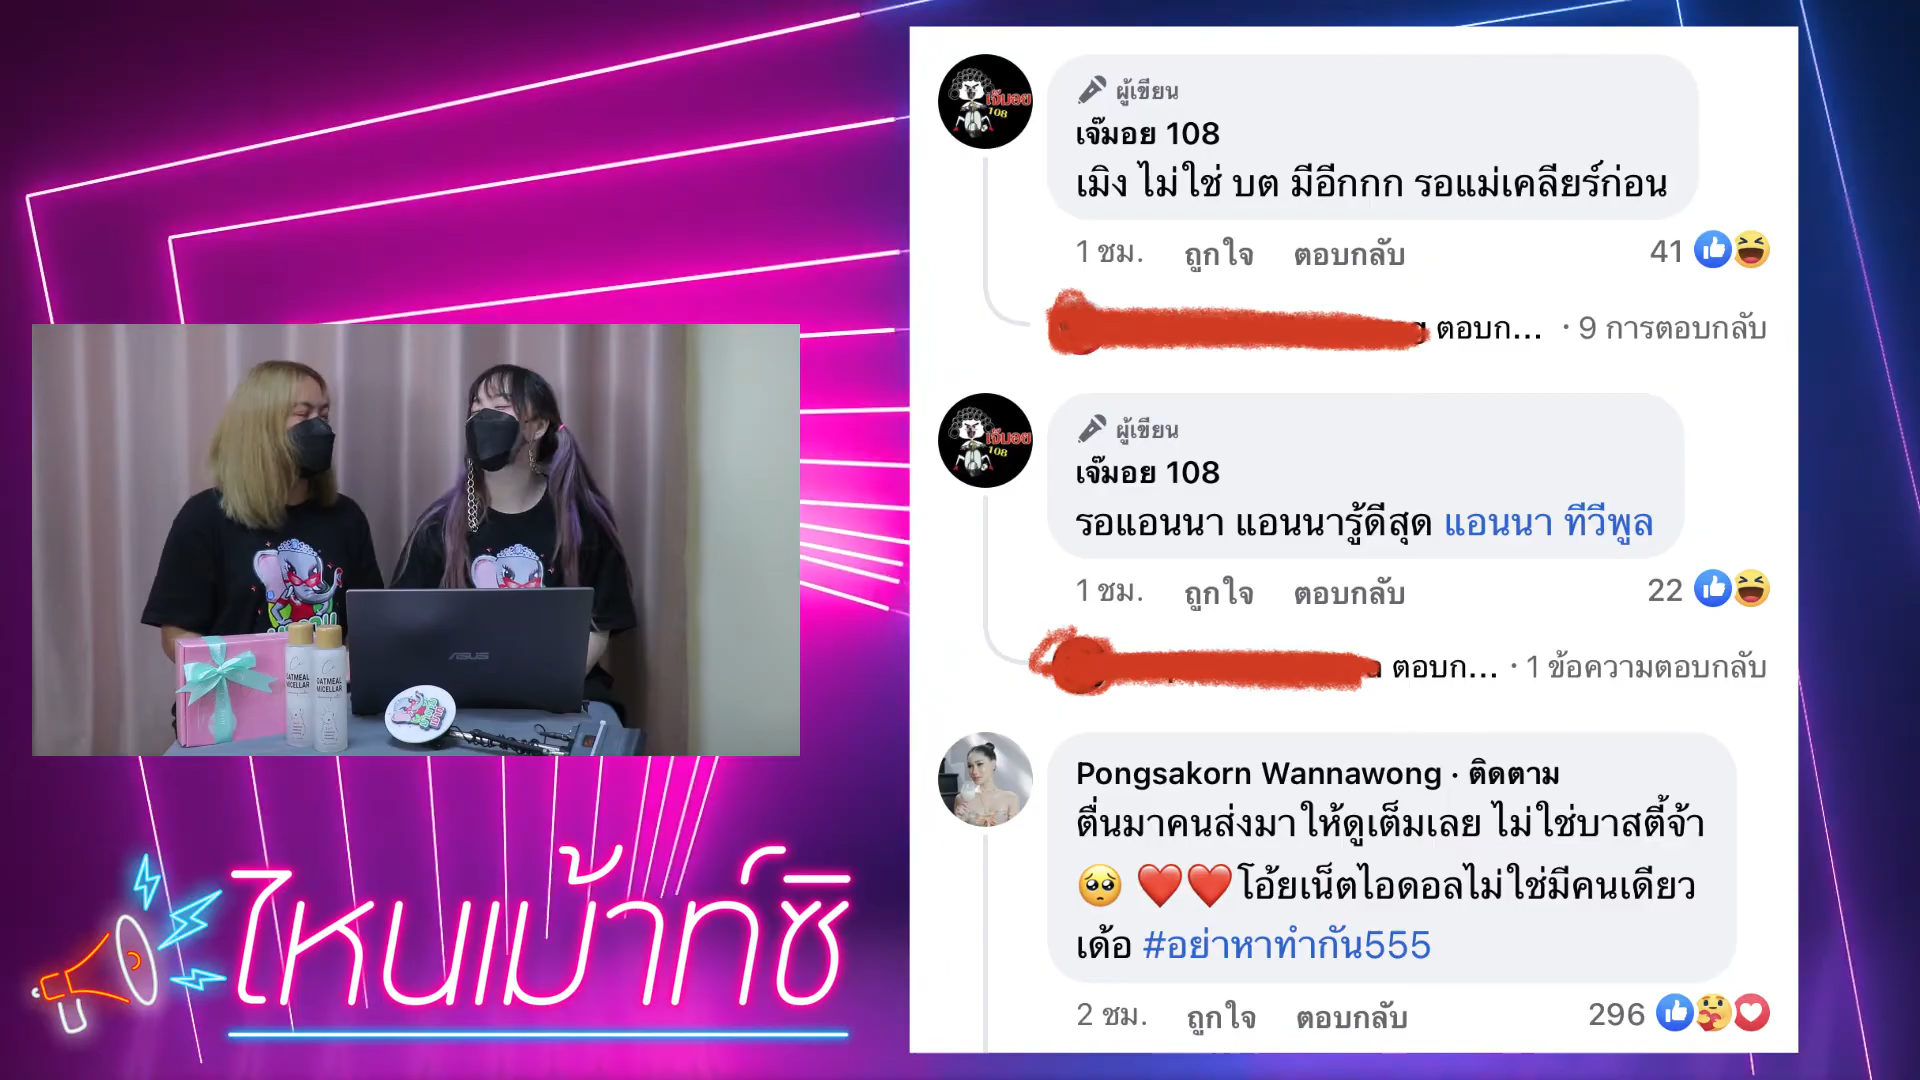 ผู้เขียน
เจ๊มอย 108
เมิง ไม่ใช่ บต มีอีกกก รอแม่เคลียร์ก่อน
1 ชม. ถูกใจ ตอบกลับ 41
ตอบก... · 9 การตอบกลับ
ผู้เขียน
เจ๊มอย 108
รอแอนนา แอนนารู้ดีสุด แอนนา ทีวีพูล
1 ชม. ถูกใจ ตอบกลับ 22
ตอบก... · 1 ข้อความตอบกลับ
Pongsakorn Wannawong · ติดตาม
ตื่นมาคนส่งมาให้ดูเต็มเลย ไม่ใช่บาสตี้จ้า
🥺 ❤️❤️โอ้ยเน็ตไอดอลไม่ใช่มีคนเดียว
เด้อ #อย่าหาทำกัน555
2 ชม. ถูกใจ ตอบกลับ 296
ASUS
OATMEAL
MICELLAR
OATMEAL
MICELLAR
ไหนเม้าท์ซิ